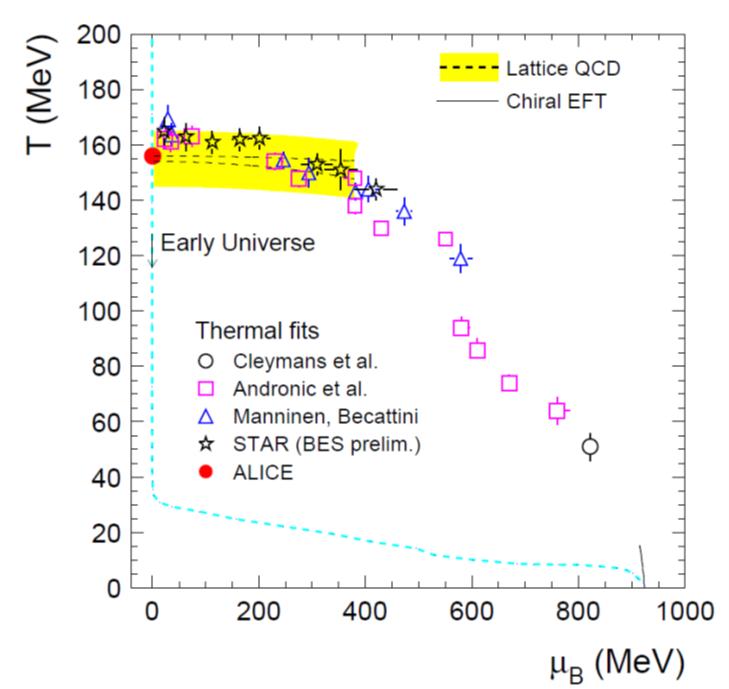 T (MeV)
200
180
160
140
120
100
80
60
40
20
0
Lattice QCD
Chiral EFT
Early Universe
Thermal fits
Cleymans et al.
Andronic et al.
Manninen, Becattini
STAR (BES prelim.)
ALICE
0 200 400 600 800 1000
μB (MeV)